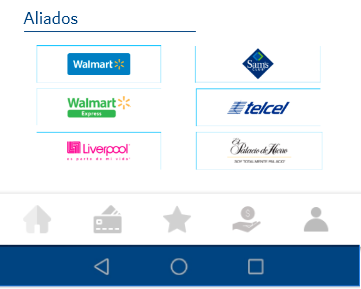 Aliados
Walmart
Sam's
CLUB
Walmart
Express
telcel
Liverpool
es parte de mi vida
El Palacio de Hierro
SOY TOTALMENTE PALACIO